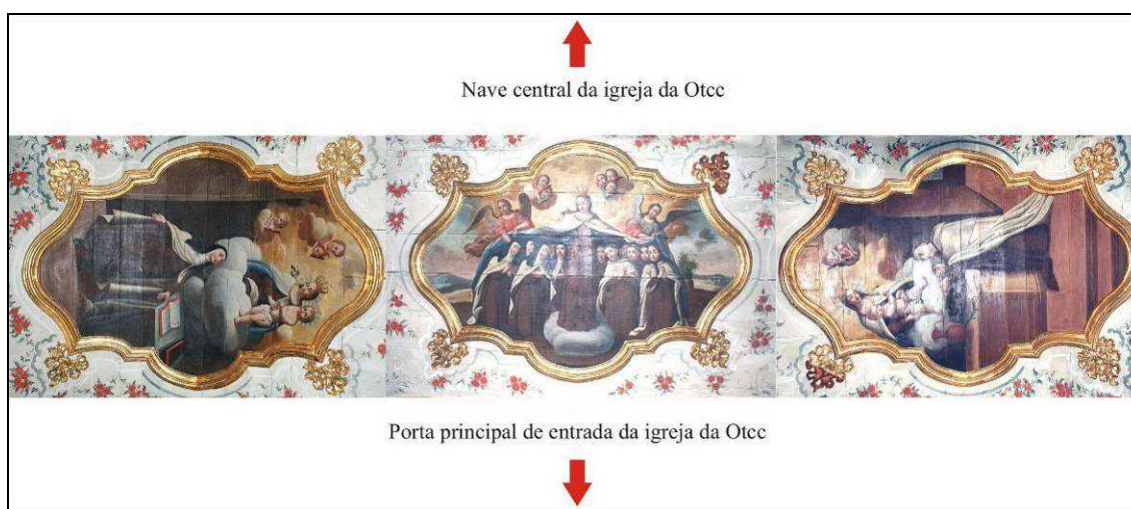 Nave central da igreja da Otcc
Porta principal de entrada da igreja da Otcc